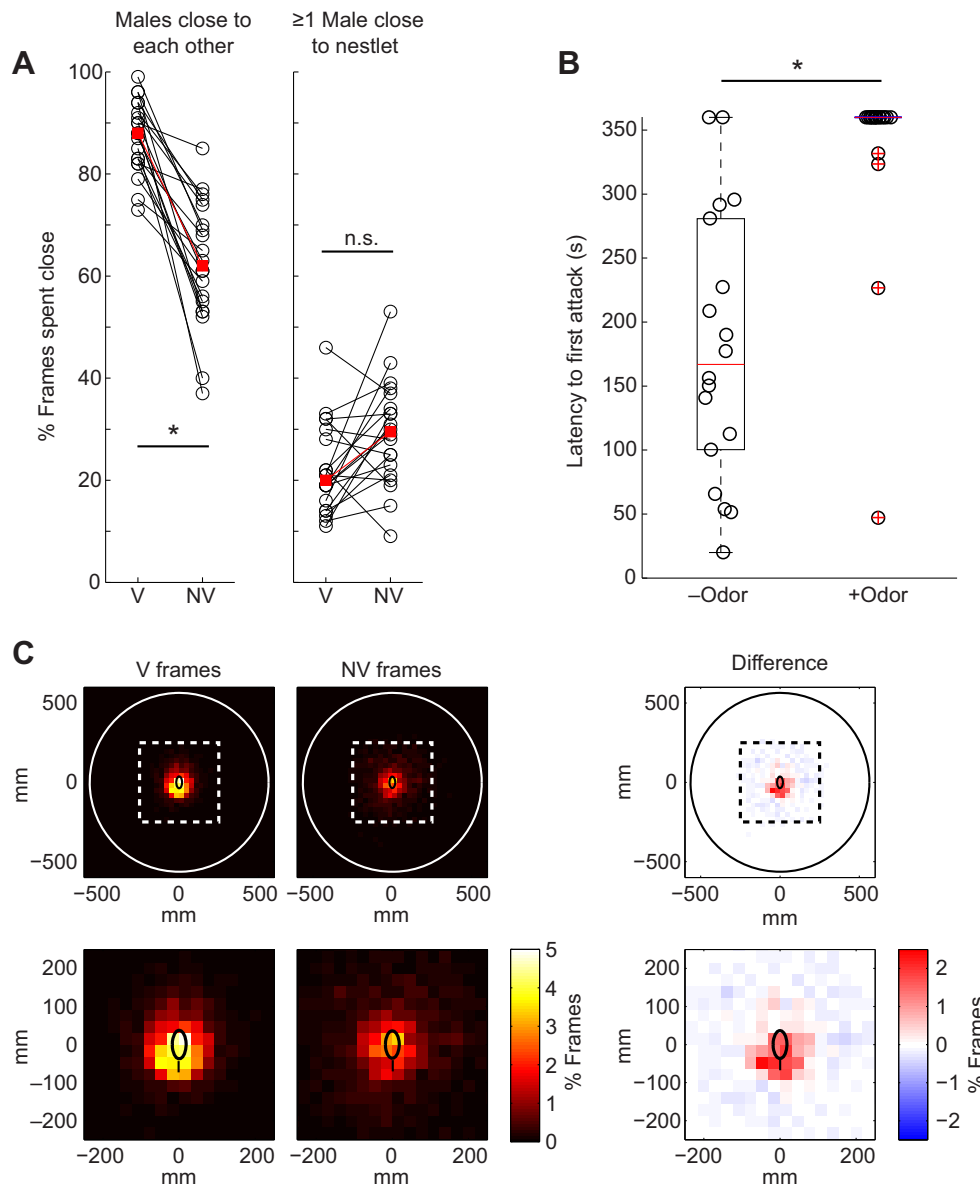 Males close to
each other
≥1 Male close
to nestlet
A
% Frames spent close
100
80
60
40
20
0
*
n.s.
V
NV
V
NV
B
*
Latency to first attack (s)
350
300
250
200
150
100
50
0
–Odor
+Odor
C
V frames
NV frames
Difference
mm
500
0
−500
−500
0
500
mm
−500
0
500
mm
500
0
−500
−500
0
500
mm
mm
200
100
0
–100
−200
−200
0
200
mm
−200
0
200
mm
5
4
3
2
1
0
% Frames
mm
200
100
0
−100
−200
−200
0
200
mm
2
1
0
−1
−2
% Frames